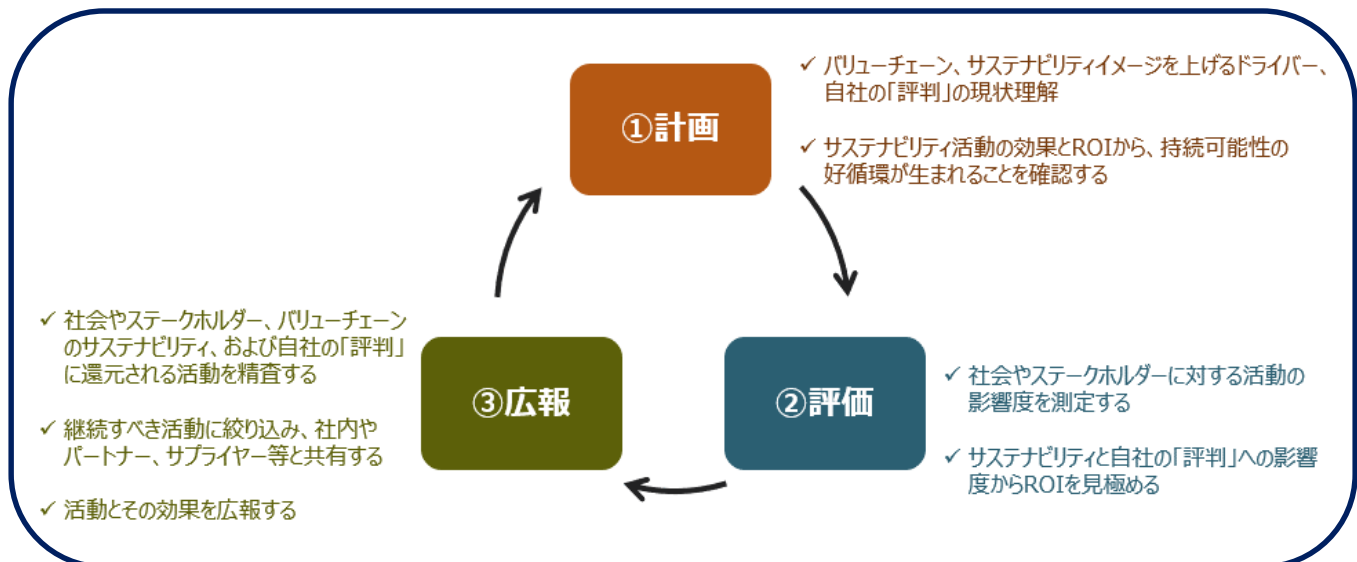 ①計画
✓ バリューチェーン、サステナビリティイメージを上げるドライバー、
自社の「評判」の現状理解
✓ サステナビリティ活動の効果とROIから、持続可能性の
好循環が生まれることを確認する
②評価
✓ 社会やステークホルダーに対する活動の
影響度を測定する
✓ サステナビリティと自社の「評判」への影響
度からROIを見極める
③広報
✓ 社会やステークホルダー、バリューチェーン
のサステナビリティ、および自社の「評判」
に還元される活動を精査する
✓ 継続すべき活動に絞り込み、社内や
パートナー、サプライヤー等と共有する
✓ 活動とその効果を広報する